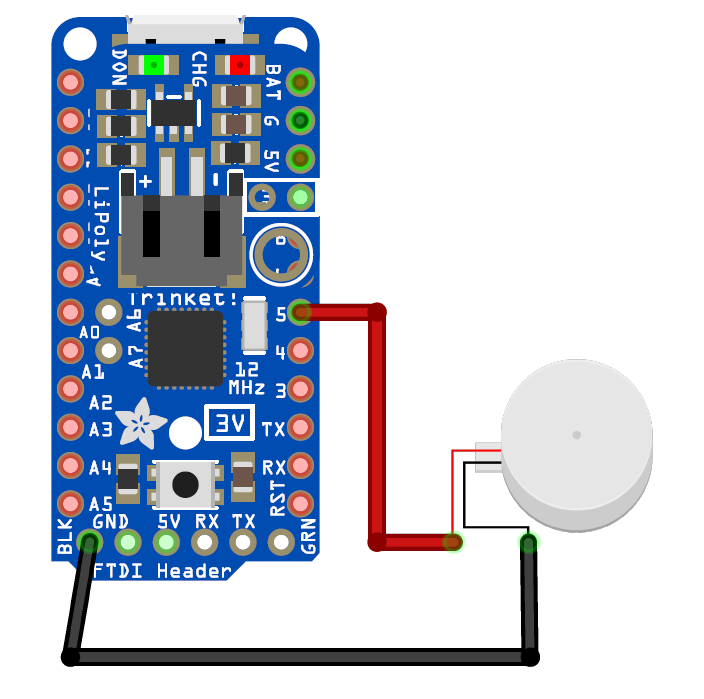 DON
CHG
BAT
G
5V
+
-
LiPoly
Trinket!
5
A6
A0
A7
4
A1
12
MHz
3
A2
A3
3V
TX
A4
RX
A5
RST
BLK
GND
5V
RX
TX
GRN
FTDI Header